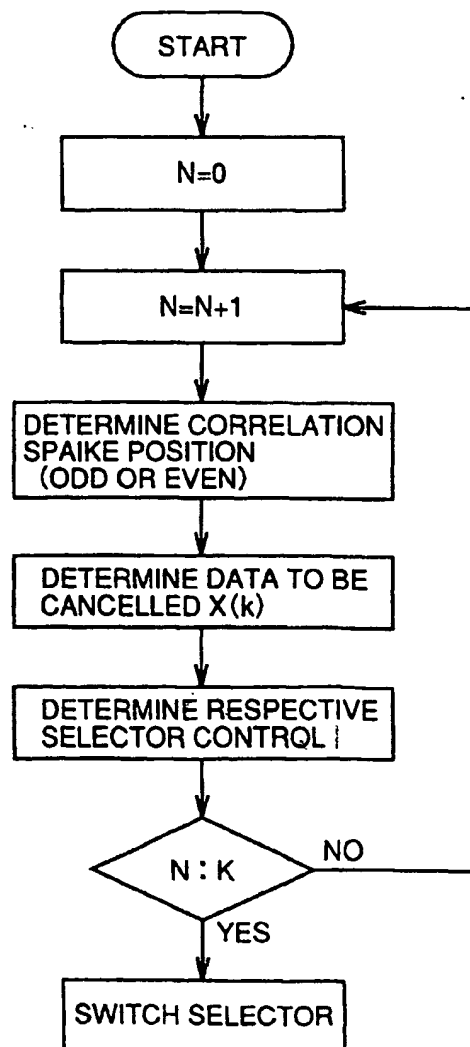 START
N=0
N=N+1
DETERMINE CORRELATION
SPAIKE POSITION
(ODD OR EVEN)
DETERMINE DATA TO BE
CANCELLED X(k)
DETERMINE RESPECTIVE
SELECTOR CONTROL
N : K
NO
YES
SWITCH SELECTOR